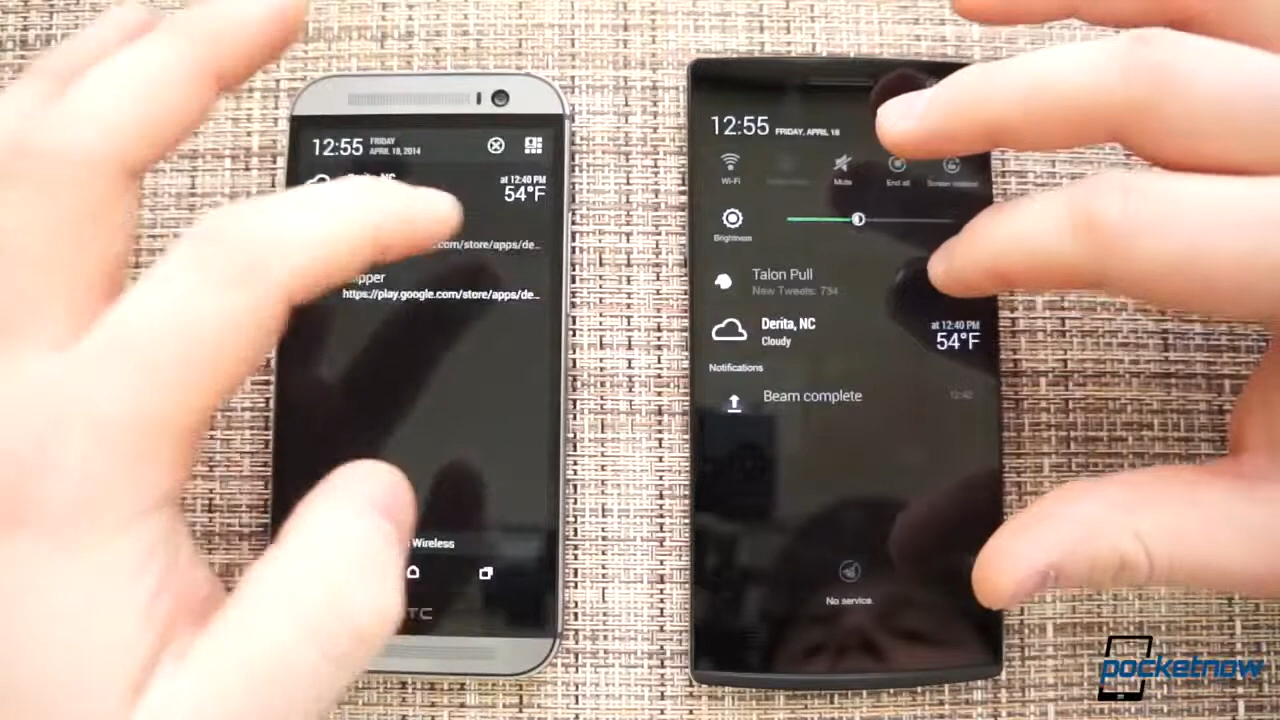 12:55
FRIDAY
APRIL 18, 2014
at 12:40 PM
54°F
.com/store/apps/de...
https://play.google.com/store/apps/de...
Wireless
12:55 FRIDAY, APRIL 18
Wi-Fi
Mute
End all
Brightness
Talon Pull
New Tweets: 734
Derita, NC
Cloudy
at 12:40 PM
54°F
Notifications
Beam complete
12:42
No service.
pocketnow